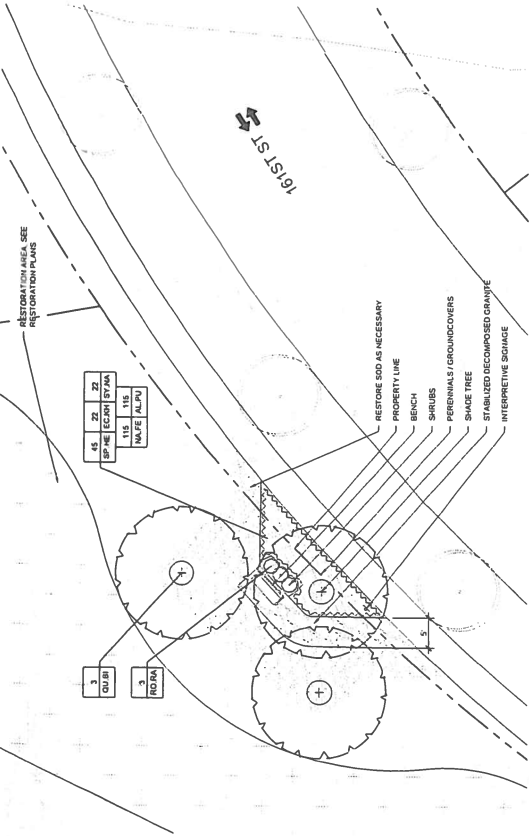 RESTORATION AREA, SEE
RESTORATION PLANS
161ST ST
45 22 22
SP.HE EC.KH SY.NA
115 115
NA.FE AL.PU
3
QU.BI
3
RO.RA
RESTORE SOD AS NECESSARY
PROPERTY LINE
BENCH
SHRUBS
PERENNIALS / GROUNDCOVERS
SHADE TREE
STABILIZED DECOMPOSED GRANITE
INTERPRETIVE SIGNAGE
5'